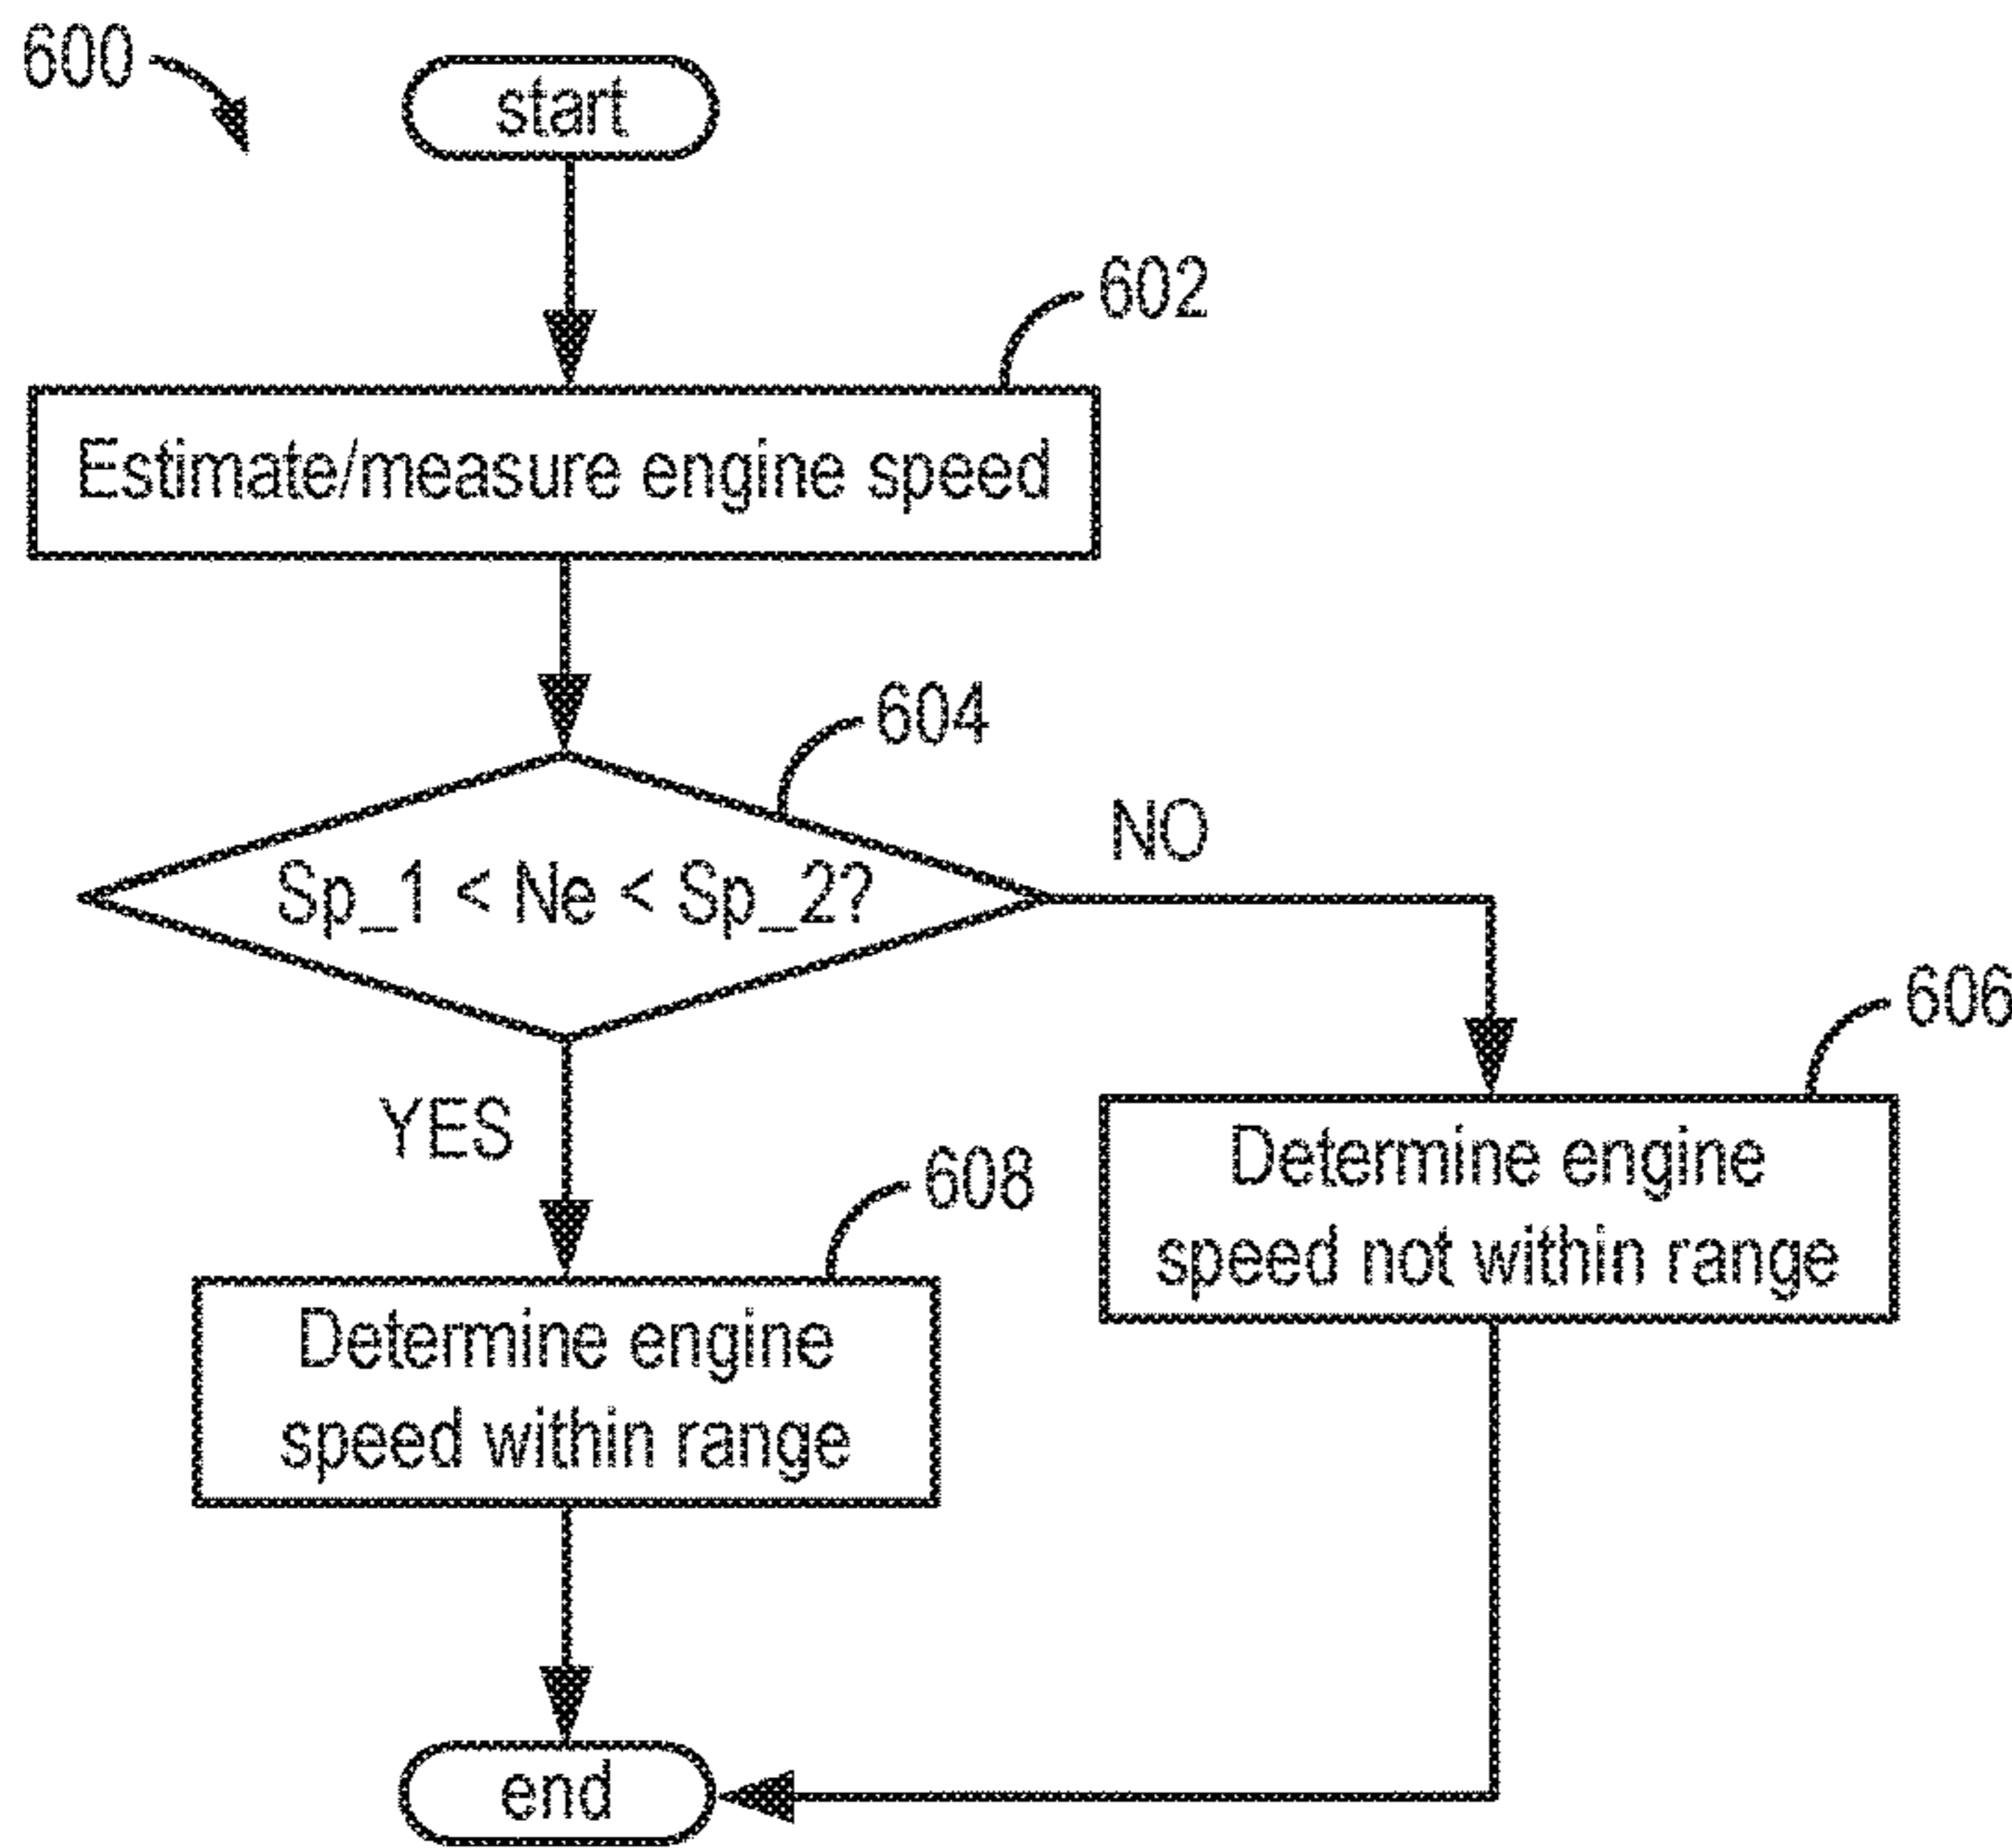 600
start
602
Estimate/measure engine speed
604
Sp_1 < Ne < Sp_2?
NO
606
YES
Determine engine
speed not within range
608
Determine engine
speed within range
end